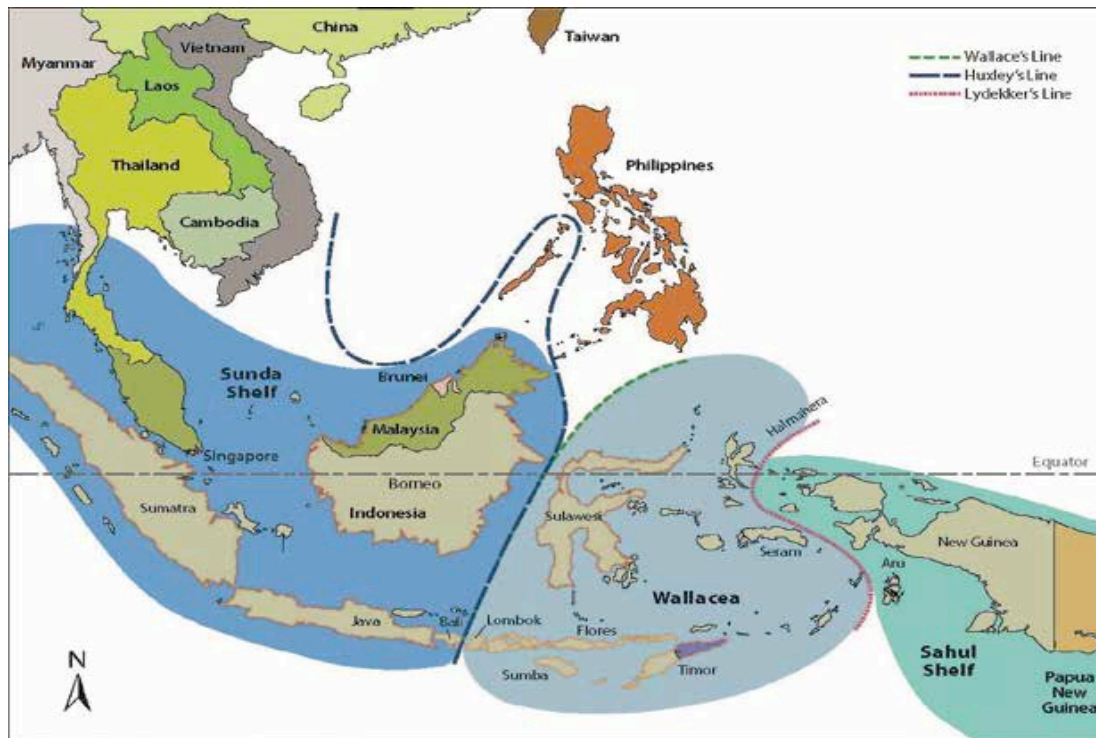 China
Taiwan
Vietnam
Myanmar
Laos
Wallace's Line
Huxley's Line
Lydekker's Line
Thailand
Philippines
Cambodia
Sunda
Shelf
Brunei
Malaysia
Halmahera
Singapore
Equator
Borneo
Sumatra
Indonesia
Sulawesi
New Guinea
Seram
Aru
Wallacea
Java
Bali
Lombok
Flores
Sumba
Timor
Sahul
Shelf
Papua
New
Guinea
N